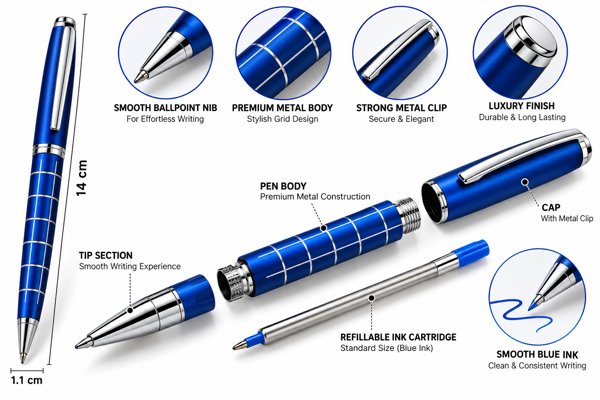 SMOOTH BALLPOINT NIB
For Effortless Writing
PREMIUM METAL BODY
Stylish Grid Design
STRONG METAL CLIP
Secure & Elegant
LUXURY FINISH
Durable & Long Lasting
14 cm
PEN BODY
Premium Metal Construction
CAP
With Metal Clip
TIP SECTION
Smooth Writing Experience
REFILLABLE INK CARTRIDGE
Standard Size (Blue Ink)
SMOOTH BLUE INK
Clean & Consistent Writing
1.1 cm